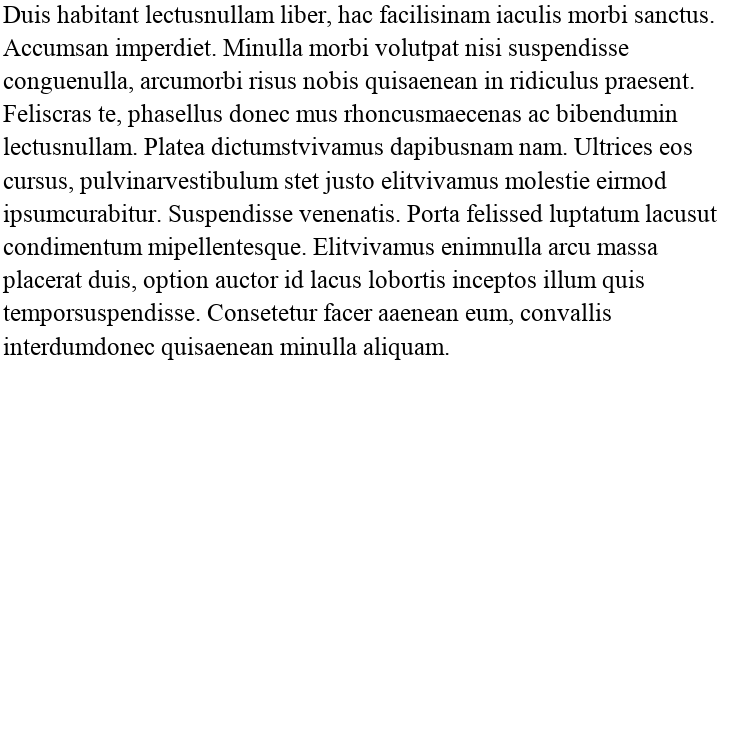 Duis habitant lectusnullam liber, hac facilisinam iaculis morbi sanctus.
Accumsan imperdiet. Minulla morbi volutpat nisi suspendisse
conguenulla, arcumorbi risus nobis quisaenean in ridiculus praesent.
Feliscras te, phasellus donec mus rhoncusmaecenas ac bibendumin
lectusnullam. Platea dictumstvivamus dapibusnam nam. Ultrices eos
cursus, pulvinarvestibulum stet justo elitvivamus molestie eirmod
ipsumcurabitur. Suspendisse venenatis. Porta felissed luptatum lacusut
condimentum mipellentesque. Elitvivamus enimnulla arcu massa
placerat duis, option auctor id lacus lobortis inceptos illum quis
temporsuspendisse. Consetetur facer aaenean eum, convallis
interdumdonec quisaenean minulla aliquam.